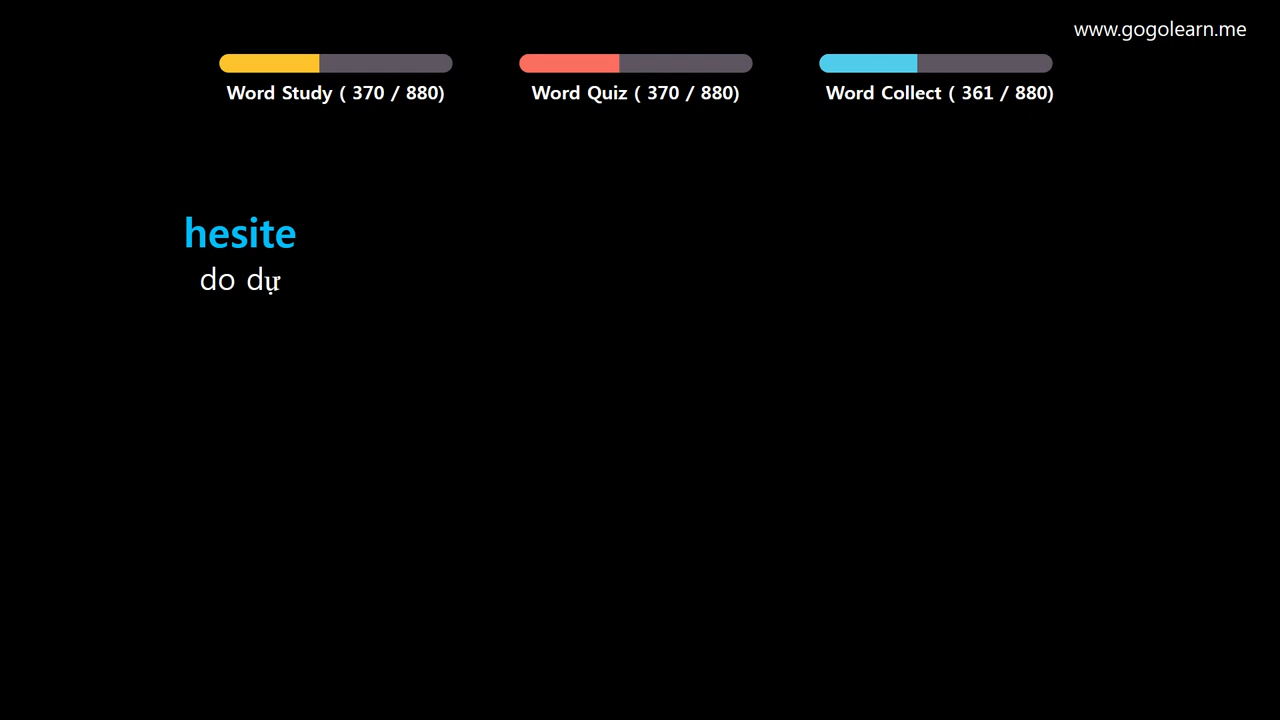 www.gogolearn.me
Word Study ( 370 / 880)
Word Quiz ( 370 / 880)
Word Collect ( 361 / 880)
hesite
do dự